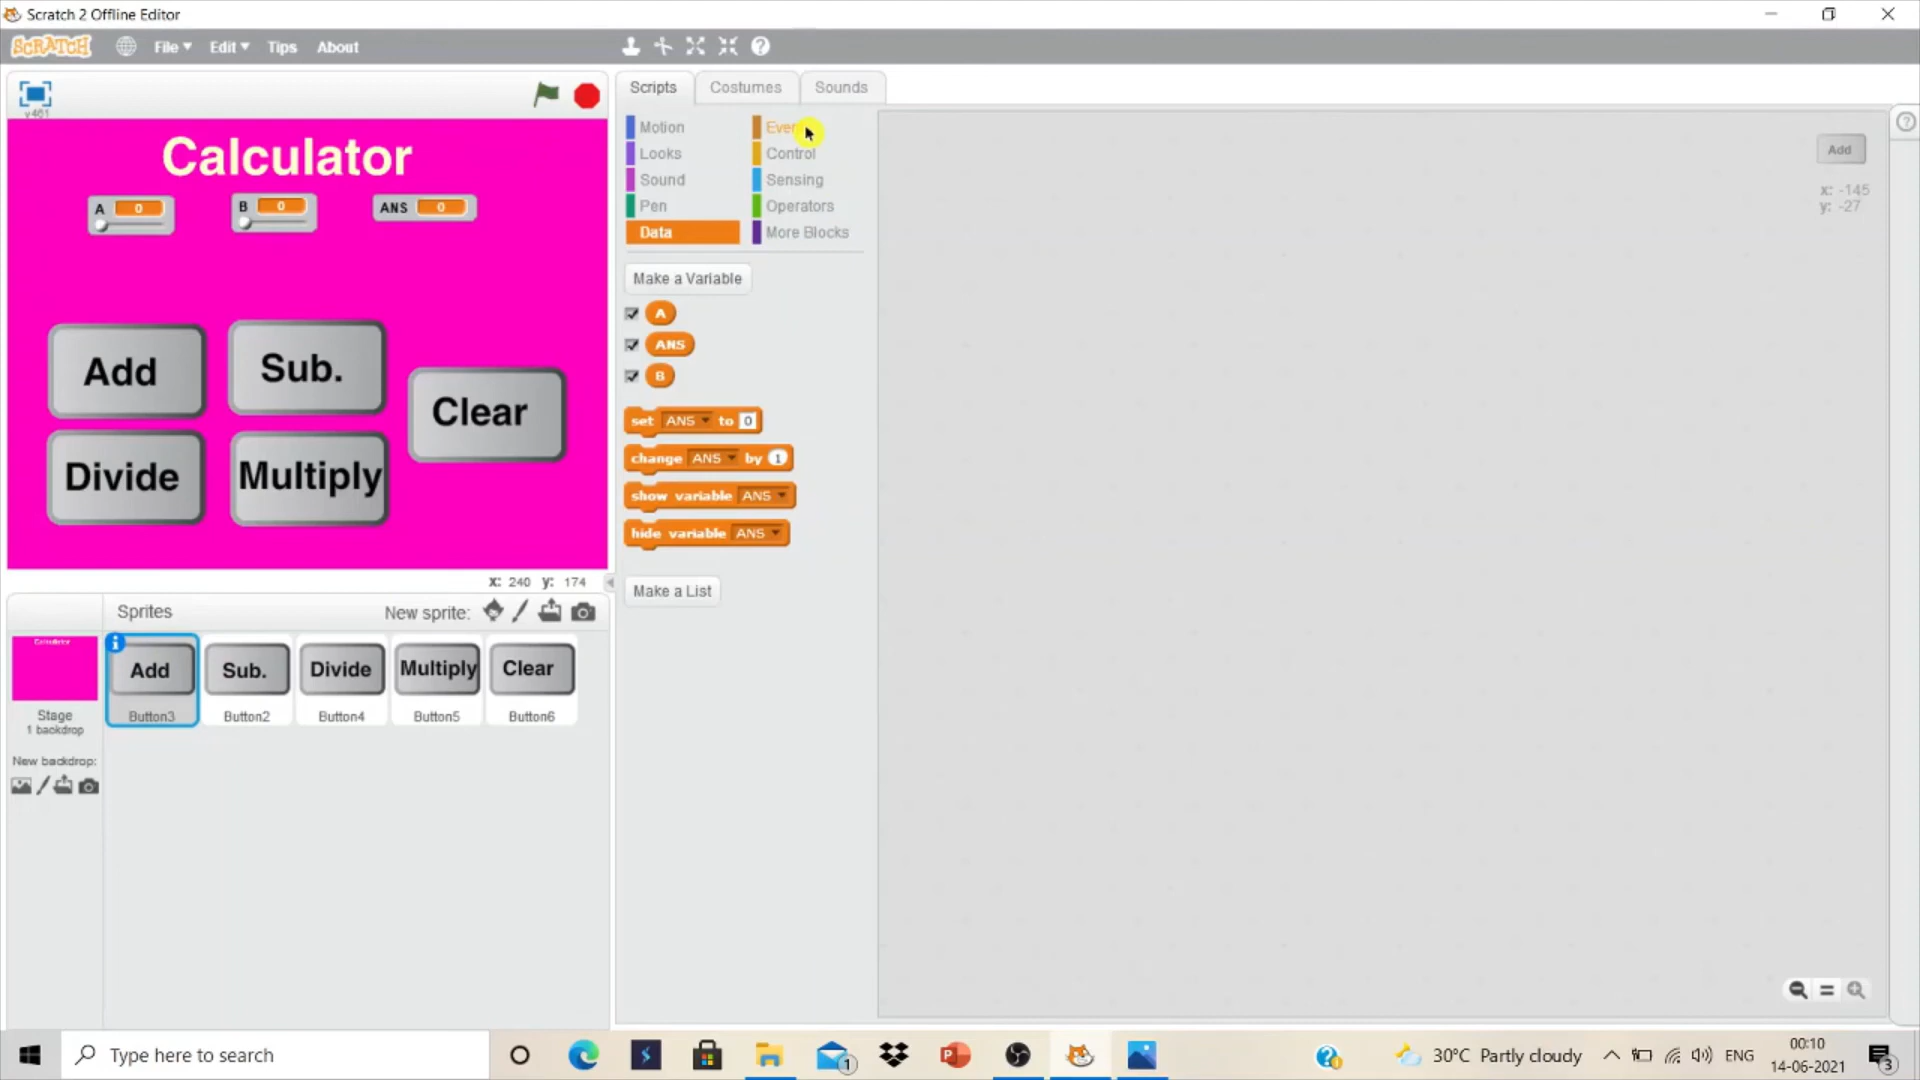 Scratch 2 Offline Editor
SCRATCH File Edit Tips About
v461
Calculator
A 0
B 0
ANS 0
Add
Sub.
Clear
Divide
Multiply
x: 240 y: 174
Sprites New sprite:
Calculator
Stage
1 backdrop
New backdrop:
Add
Button3
Sub.
Button2
Divide
Button4
Multiply
Button5
Clear
Button6
Scripts Costumes Sounds
Motion
Looks
Sound
Pen
Data
Control
Sensing
Operators
More Blocks
Make a Variable
A
ANS
B
set ANS to 0
change ANS by 1
show variable ANS
hide variable ANS
Make a List
Add
x: -145
y: -27
Type here to search
1
30°C Partly cloudy
ENG
00:10
14-06-2021
3